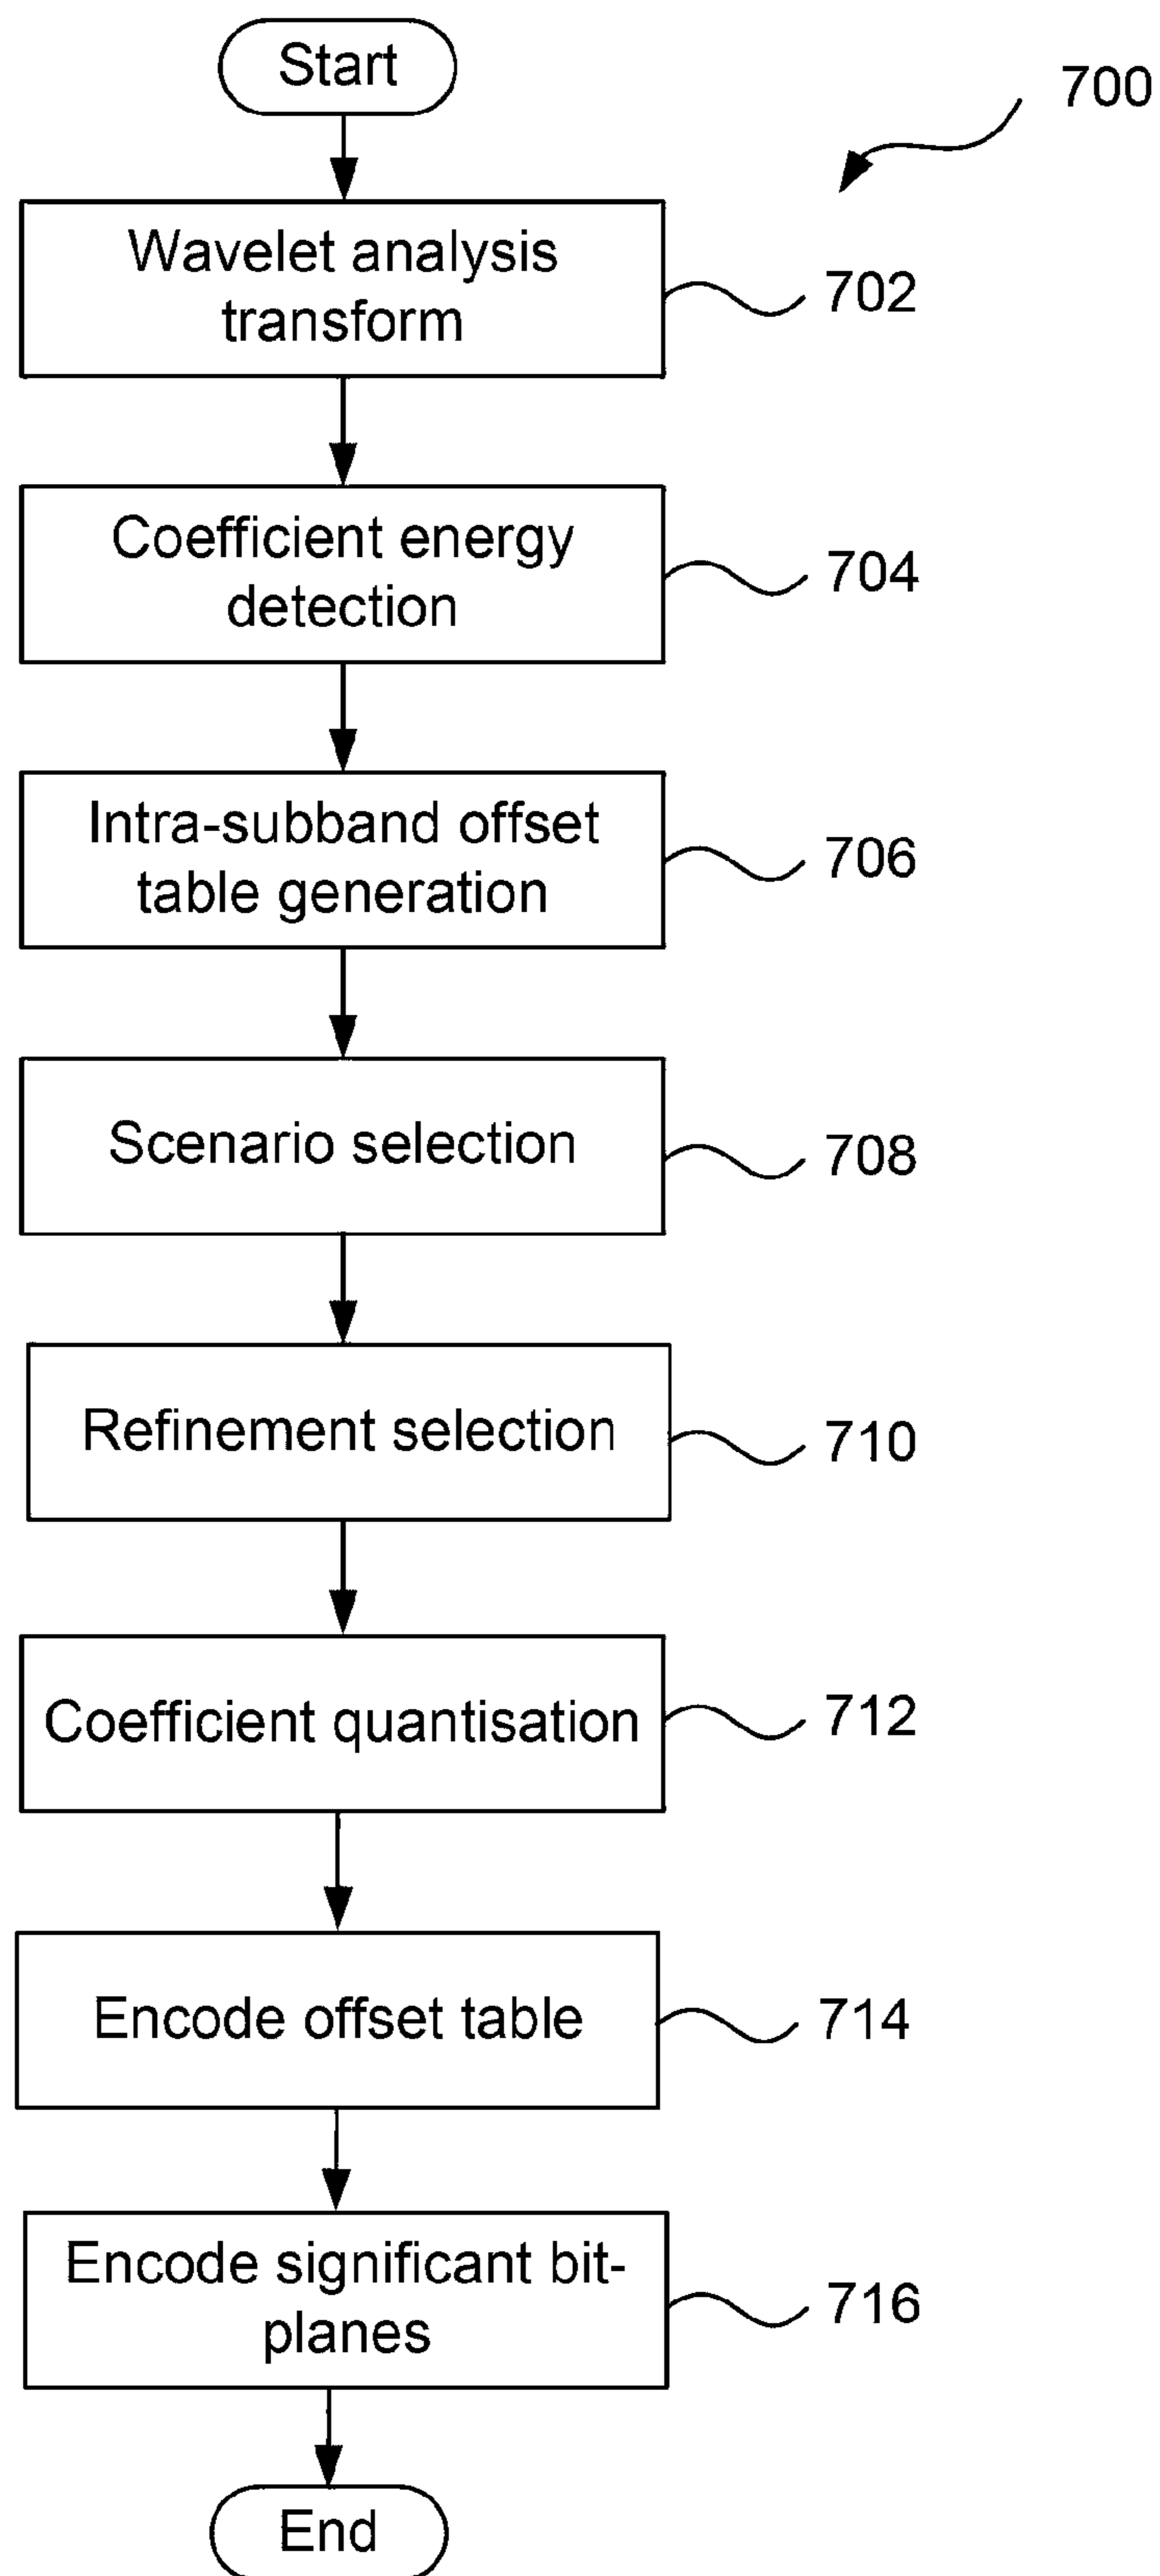 Start
700
Wavelet analysis
transform
702
Coefficient energy
detection
704
Intra-subband offset
table generation
706
Scenario selection
708
Refinement selection
710
Coefficient quantisation
712
Encode offset table
714
Encode significant bit-
planes
716
End